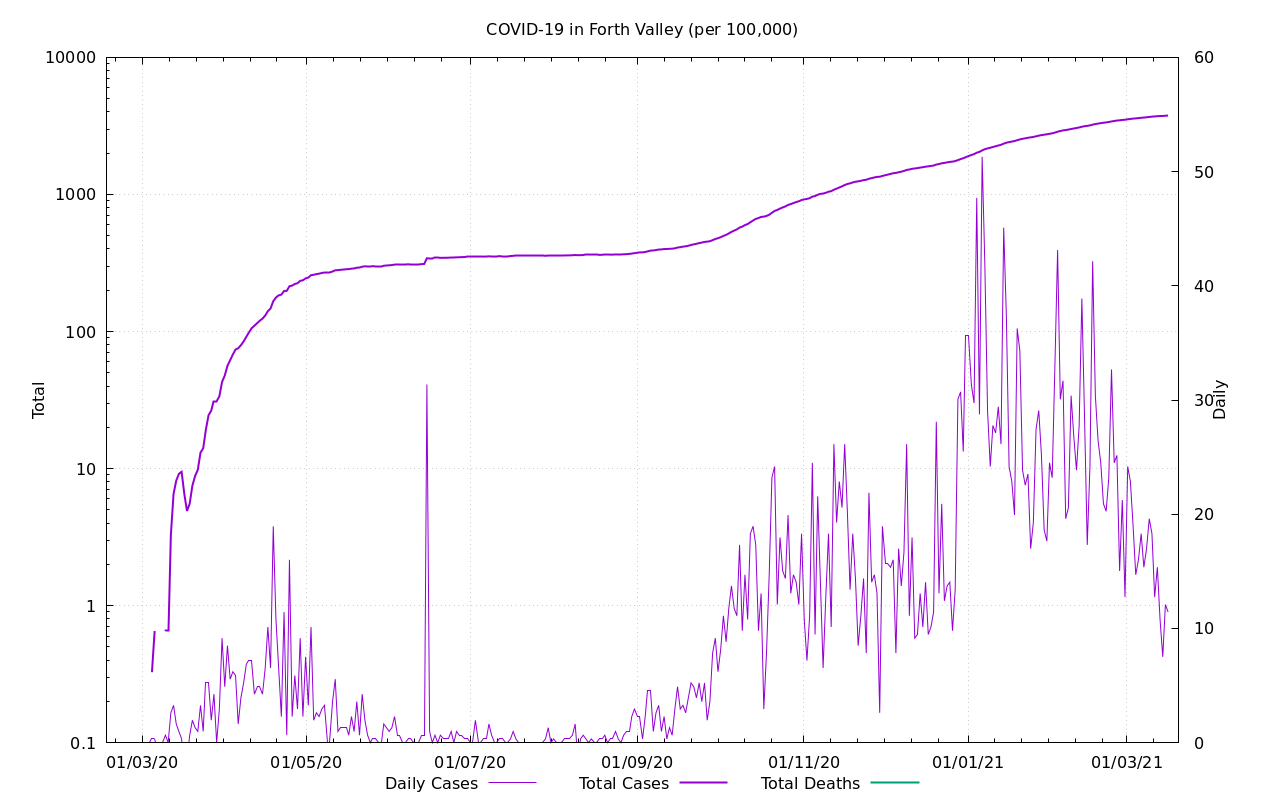 COVID-19 in Forth Valley (per 100,000)
10000
1000
100
10
1
0.1
Total
60
50
40
30
20
10
0
Daily
01/03/20 01/05/20 01/07/20 01/09/20 01/11/20 01/01/21 01/03/21
Daily Cases Total Cases Total Deaths